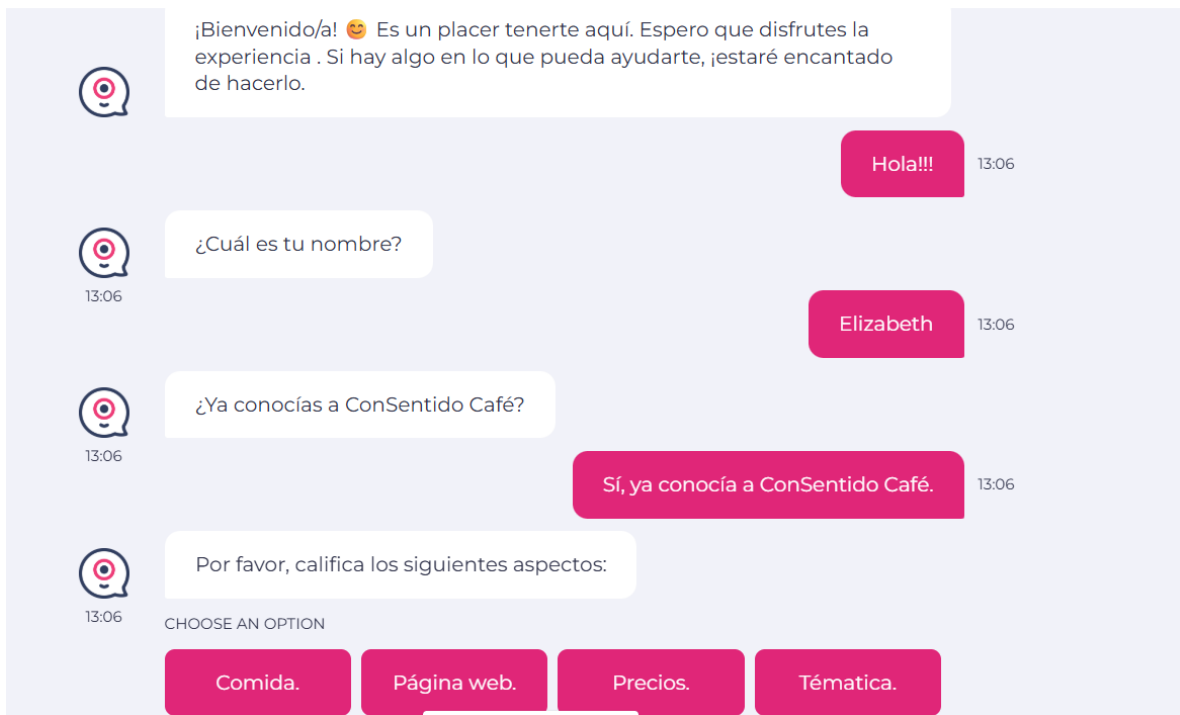 ¡Bienvenido/a! 😊 Es un placer tenerte aquí. Espero que disfrutes la
experiencia . Si hay algo en lo que pueda ayudarte, ¡estaré encantado
de hacerlo.
Hola!!!
13:06
¿Cuál es tu nombre?
13:06
Elizabeth
13:06
¿Ya conocías a ConSentido Café?
13:06
Sí, ya conocía a ConSentido Café.
13:06
Por favor, califica los siguientes aspectos:
13:06
CHOOSE AN OPTION
Comida.
Página web.
Precios.
Tématica.